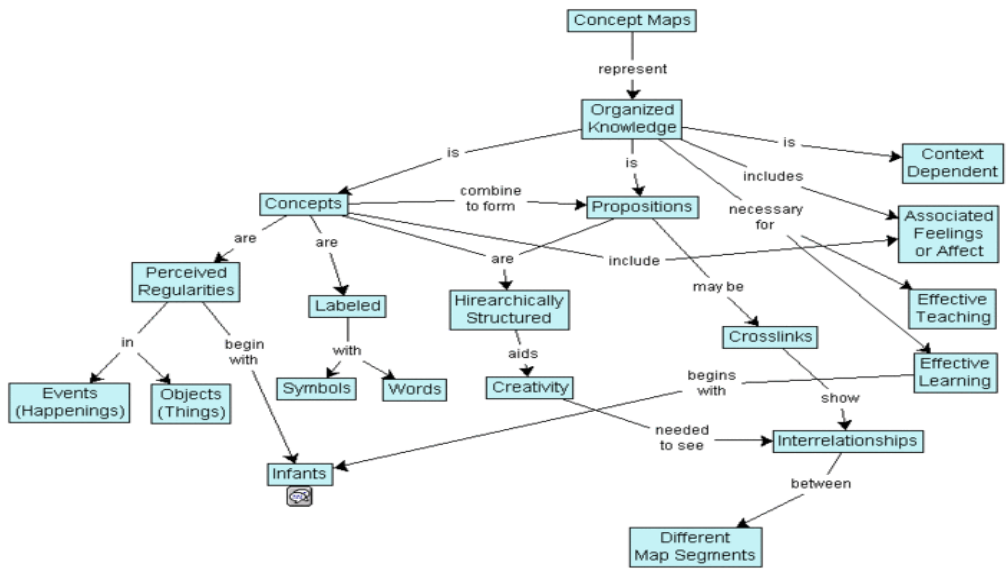 Concept Maps
represent
Organized
Knowledge
is
is
is
Context
Dependent
includes
combine
to form
Concepts
Propositions
necessary
for
Associated
Feelings
or Affect
are
are
are
include
Perceived
Regularities
Labeled
Hirearchically
Structured
may be
Effective
Teaching
Crosslinks
in
begin
with
with
aids
Effective
Learning
Events
(Happenings)
Objects
(Things)
Symbols
Words
Creativity
begins
with
show
needed
to see
Interrelationships
Infants
between
Different
Map Segments